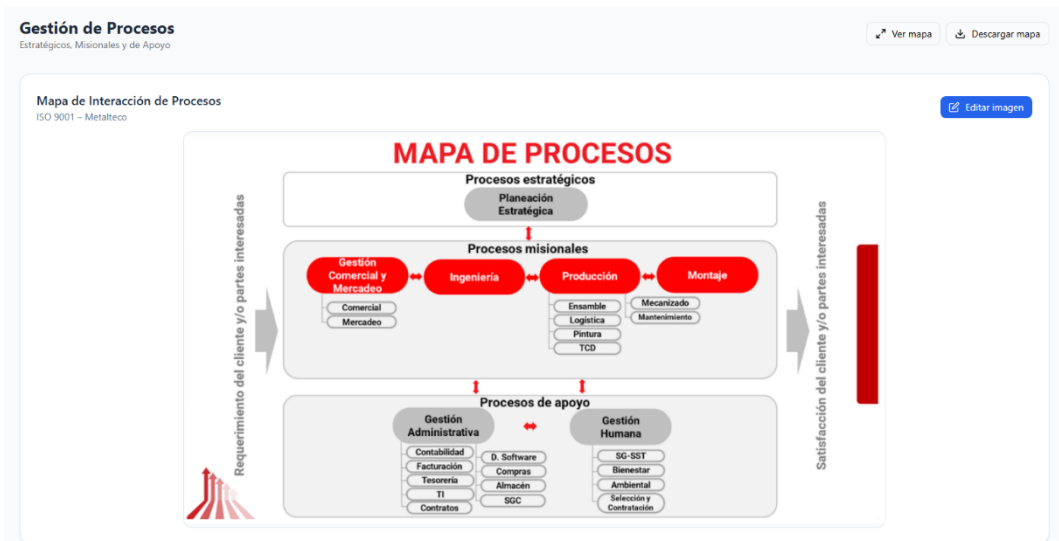 Gestión de Procesos
Estratégicos, Misionales y de Apoyo
Ver mapa
Descargar mapa
Mapa de Interacción de Procesos
ISO 9001 – Metalteco
Editar imagen
MAPA DE PROCESOS
Procesos estratégicos
Planeación
Estratégica
Requerimiento del cliente y/o partes interesadas
Procesos misionales
Gestión
Comercial y
Mercadeo
Ingeniería
Producción
Montaje
Comercial
Mercadeo
Ensamble
Logística
Pintura
TCD
Mecanizado
Mantenimiento
Procesos de apoyo
Gestión
Administrativa
Gestión
Humana
Contabilidad
Facturación
Tesorería
TI
Contratos
D. Software
Compras
Almacén
SGC
SG-SST
Bienestar
Ambiental
Selección y
Contratación
Satisfacción del cliente y/o partes interesadas